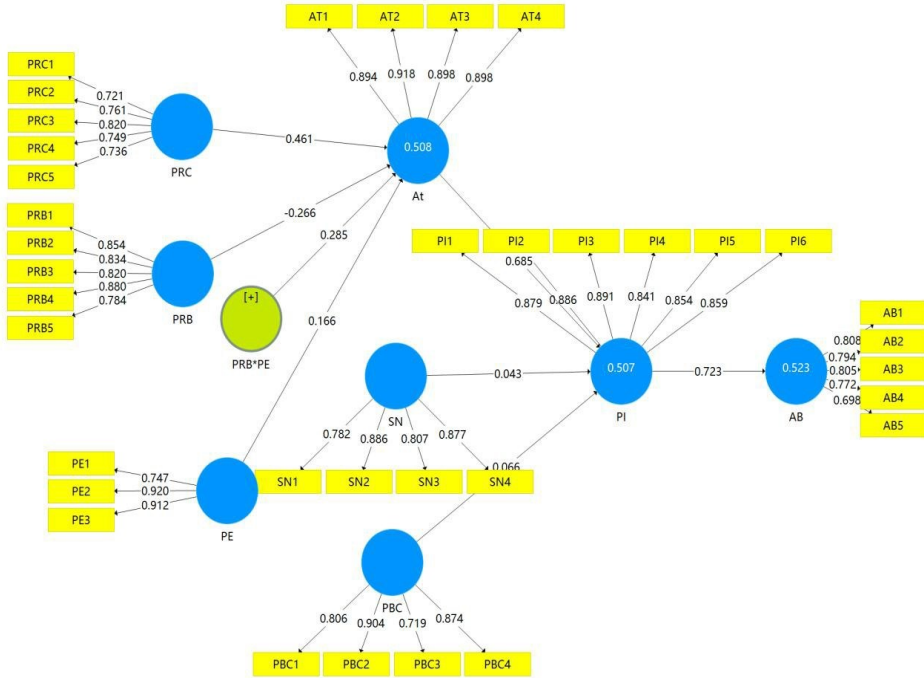 AT1 AT2 AT3 AT4
0.894 0.918 0.898 0.898
PRC1
PRC2
PRC3
PRC4
PRC5
0.721
0.761
0.820
0.749
0.736
PRC
0.461
0.508
At
PRB1
PRB2
PRB3
PRB4
PRB5
0.854
0.834
0.820
0.880
0.784
PRB
-0.266
0.285
[+]
PRB*PE
0.166
PI1 PI2 PI3 PI4 PI5 PI6
0.685
0.879 0.886 0.891 0.841 0.854 0.859
0.507
PI
0.723
0.523
AB
AB1
AB2
AB3
AB4
AB5
0.808
0.794
0.805
0.772
0.698
SN
0.043
0.782 0.886 0.807 0.877
SN1 SN2 SN3 SN4
0.066
PE1
PE2
PE3
0.747
0.920
0.912
PE
PBC
0.806 0.904 0.719 0.874
PBC1 PBC2 PBC3 PBC4